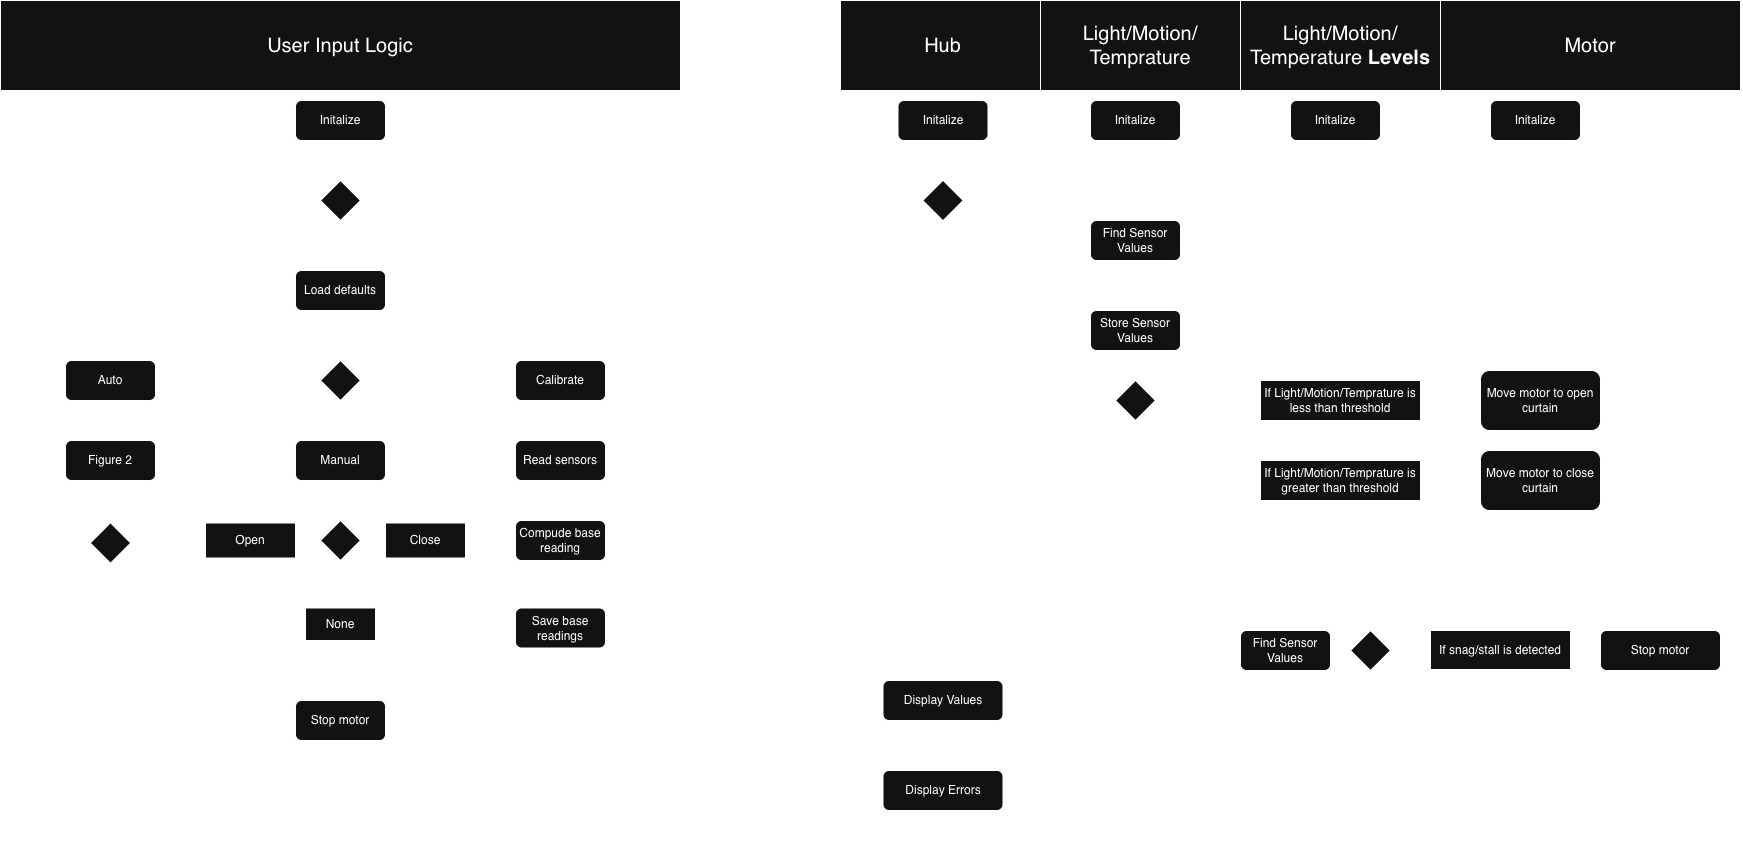 User Input Logic
Initalize
Load defaults
Auto
Calibrate
Figure 2
Manual
Read sensors
Open
Close
Compude base
reading
None
Save base
readings
Stop motor
Hub
Light/Motion/
Temprature
Light/Motion/
Temperature Levels
Motor
Initalize
Initalize
Initalize
Initalize
Find Sensor
Values
Store Sensor
Values
If Light/Motion/Temprature is
less than threshold
Move motor to open
curtain
If Light/Motion/Temprature is
greater than threshold
Move motor to close
curtain
Find Sensor
Values
If snag/stall is detected
Stop motor
Display Values
Display Errors